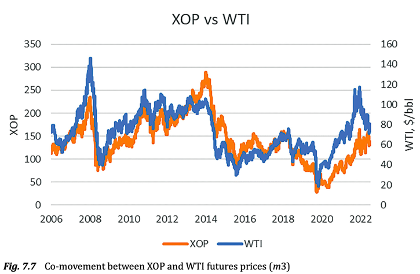 XOP vs WTI
350
300
250
200
150
100
50
0
XOP
160
140
120
100
80
60
40
20
0
WTI, $/bbl
2006 2008 2010 2012 2014 2016 2018 2020 2022
XOP WTI
Fig. 7.7 Co-movement between XOP and WTI futures prices (m3)